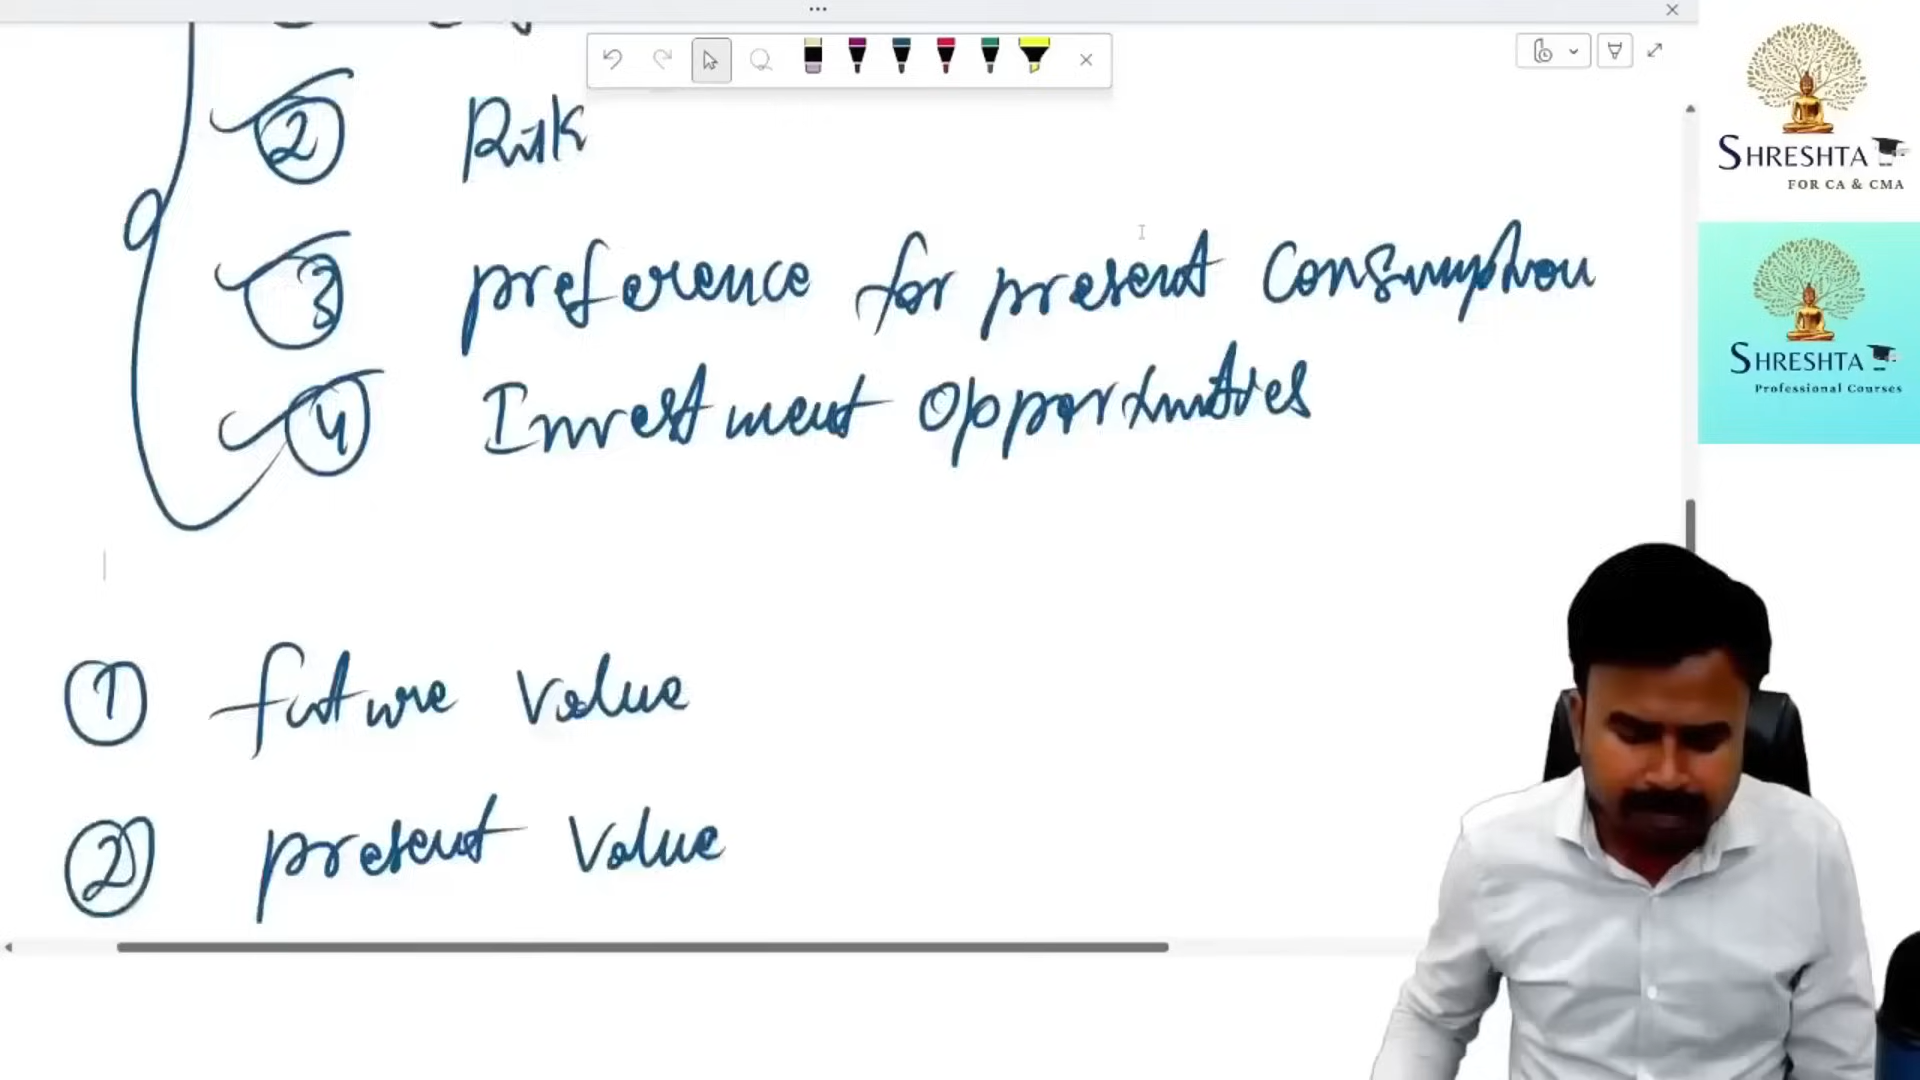 ② Risk
③ preference for present Consumption
④ Investment Opportunities
① future Value
② present Value
SHRESHTA
FOR CA & CMA
SHRESHTA
Professional Courses